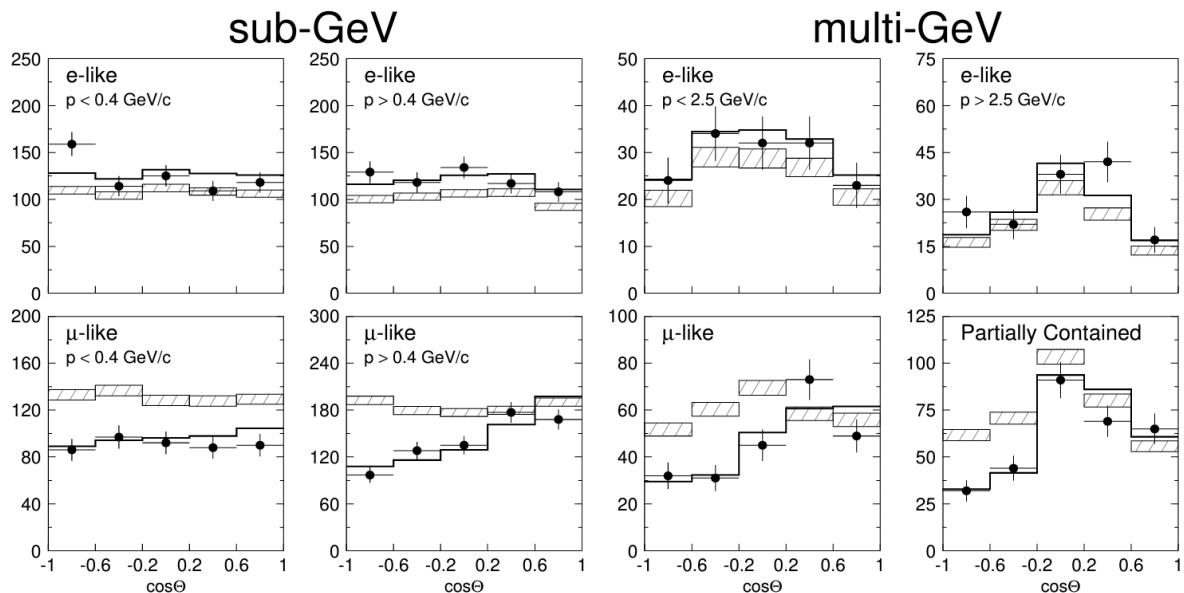 sub-GeV
multi-GeV
e-like
p < 0.4 GeV/c
250
200
150
100
50
0
e-like
p > 0.4 GeV/c
250
200
150
100
50
0
e-like
p < 2.5 GeV/c
50
40
30
20
10
0
e-like
p > 2.5 GeV/c
75
60
45
30
15
0
μ-like
p < 0.4 GeV/c
200
160
120
80
40
0
-1 -0.6 -0.2 0.2 0.6 1
cosΘ
μ-like
p > 0.4 GeV/c
300
240
180
120
60
0
-1 -0.6 -0.2 0.2 0.6 1
cosΘ
μ-like
100
80
60
40
20
0
-1 -0.6 -0.2 0.2 0.6 1
cosΘ
Partially Contained
125
100
75
50
25
0
-1 -0.6 -0.2 0.2 0.6 1
cosΘ